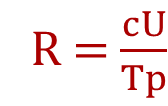 R = cU/Tp